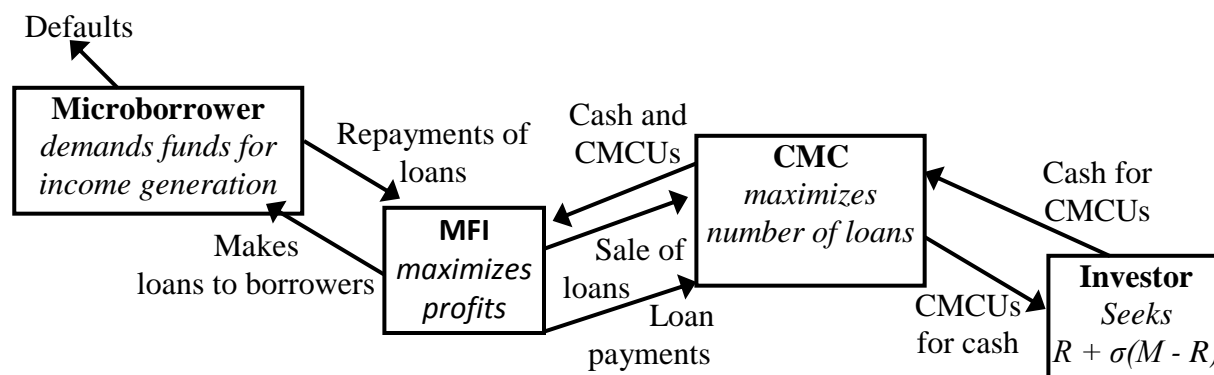 Defaults
Microborrower
demands funds for
income generation
Repayments of
loans
Makes
loans to borrowers
MFI
maximizes
profits
Cash and
CMCUs
Sale of
loans
Loan
payments
CMC
maximizes
number of loans
Cash for
CMCUs
CMCUs
for cash
Investor
Seeks
R + σ(M - R)